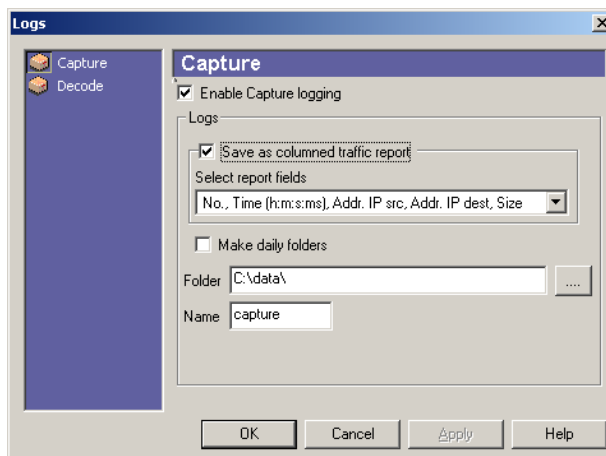 Logs
Capture
Decode
Capture
Enable Capture logging
Logs
Save as columned traffic report
Select report fields
No., Time (h:m:s:ms), Addr. IP src, Addr. IP dest, Size
Make daily folders
Folder C:\data\ ....
Name capture
OK Cancel Apply Help